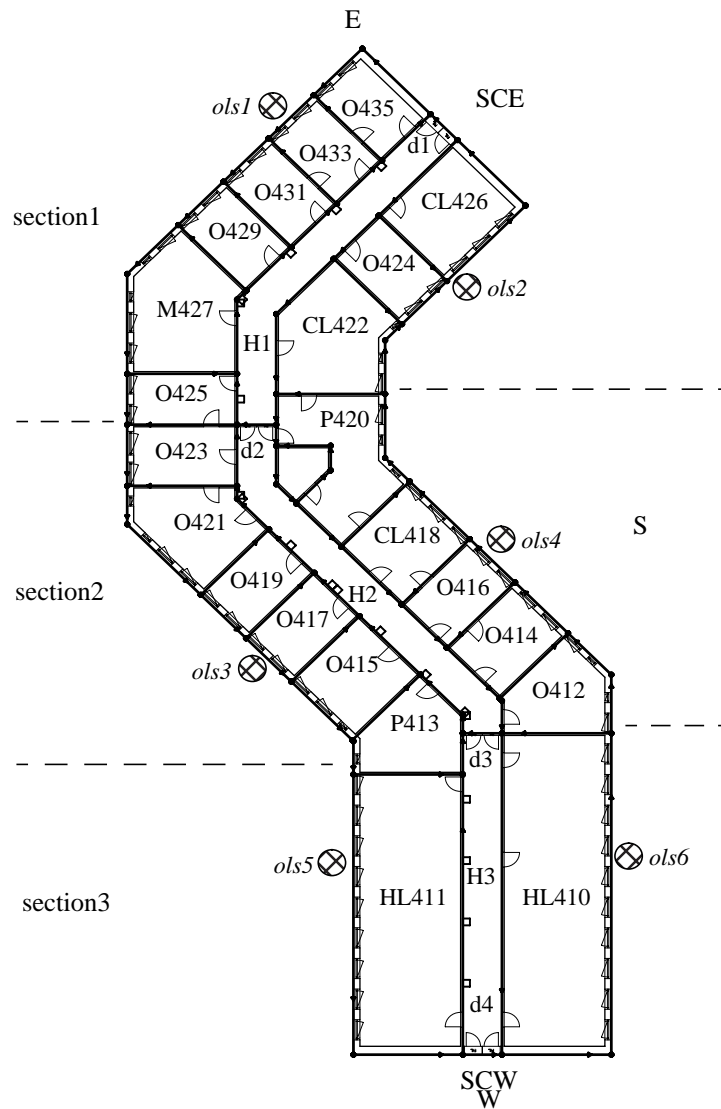 E
SCE
ols1
O435
d1
O433
O431
CL426
section1
O429
O424
ols2
M427
CL422
H1
O425
P420
O423
d2
O421
CL418
ols4
S
O419
O416
section2
H2
O417
O414
ols3
O415
O412
P413
d3
ols5
ols6
H3
HL411
HL410
section3
d4
SCW
W